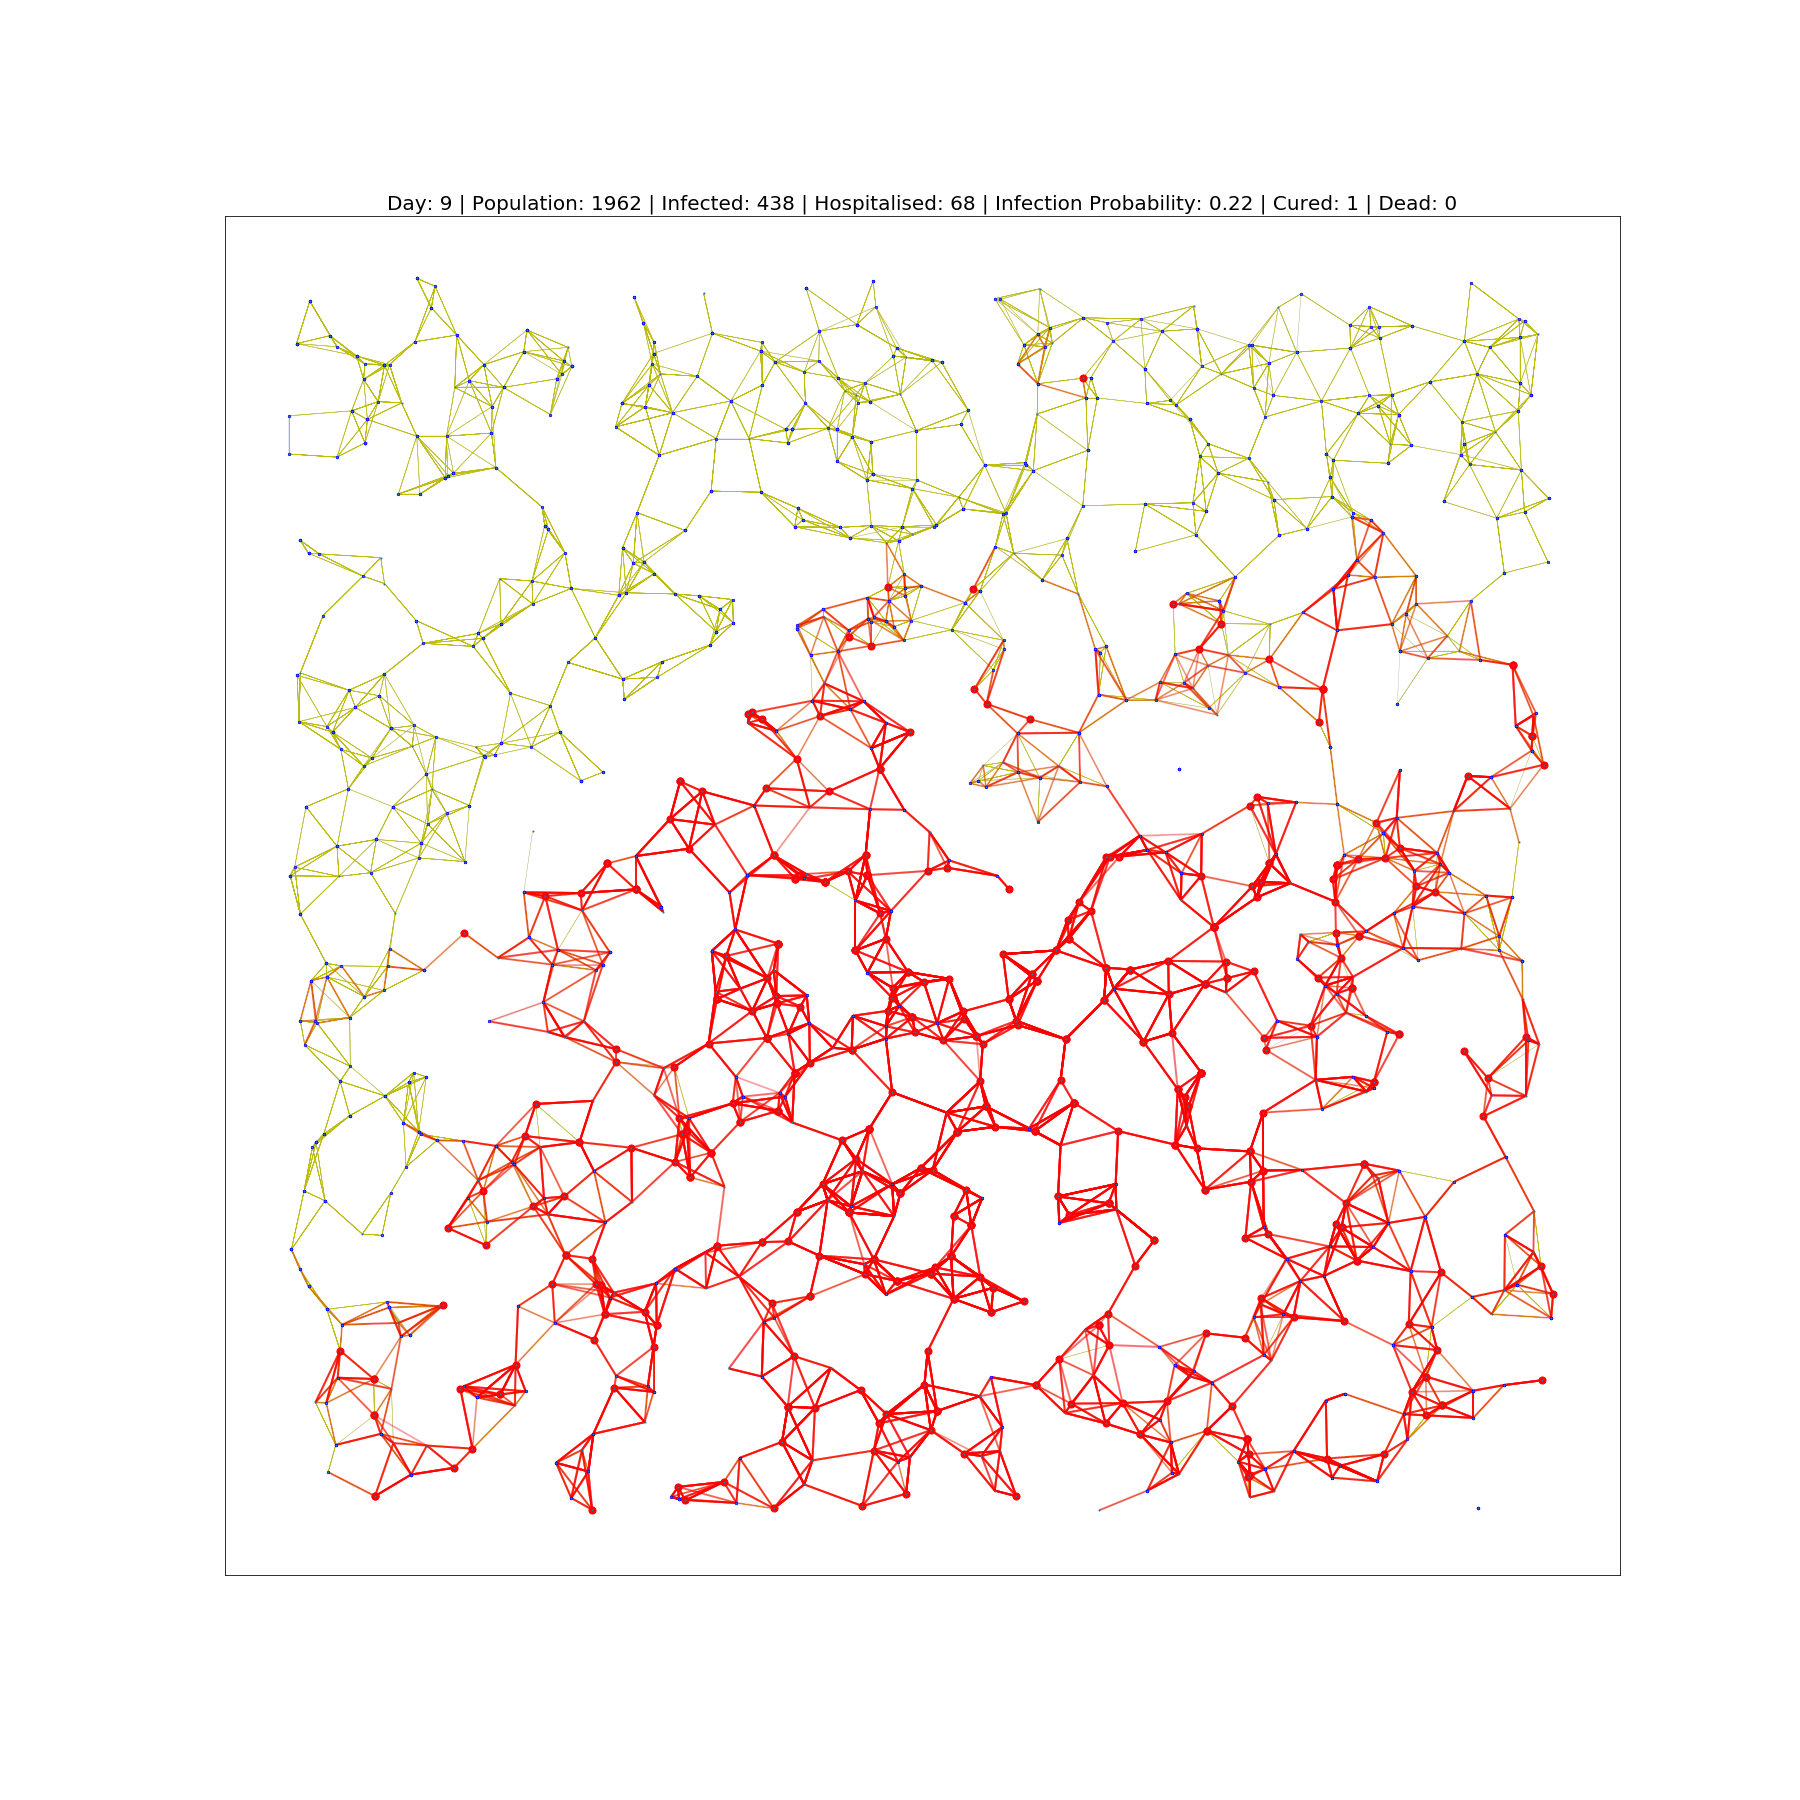 Day: 9 | Population: 1962 | Infected: 438 | Hospitalised: 68 | Infection Probability: 0.22 | Cured: 1 | Dead: 0